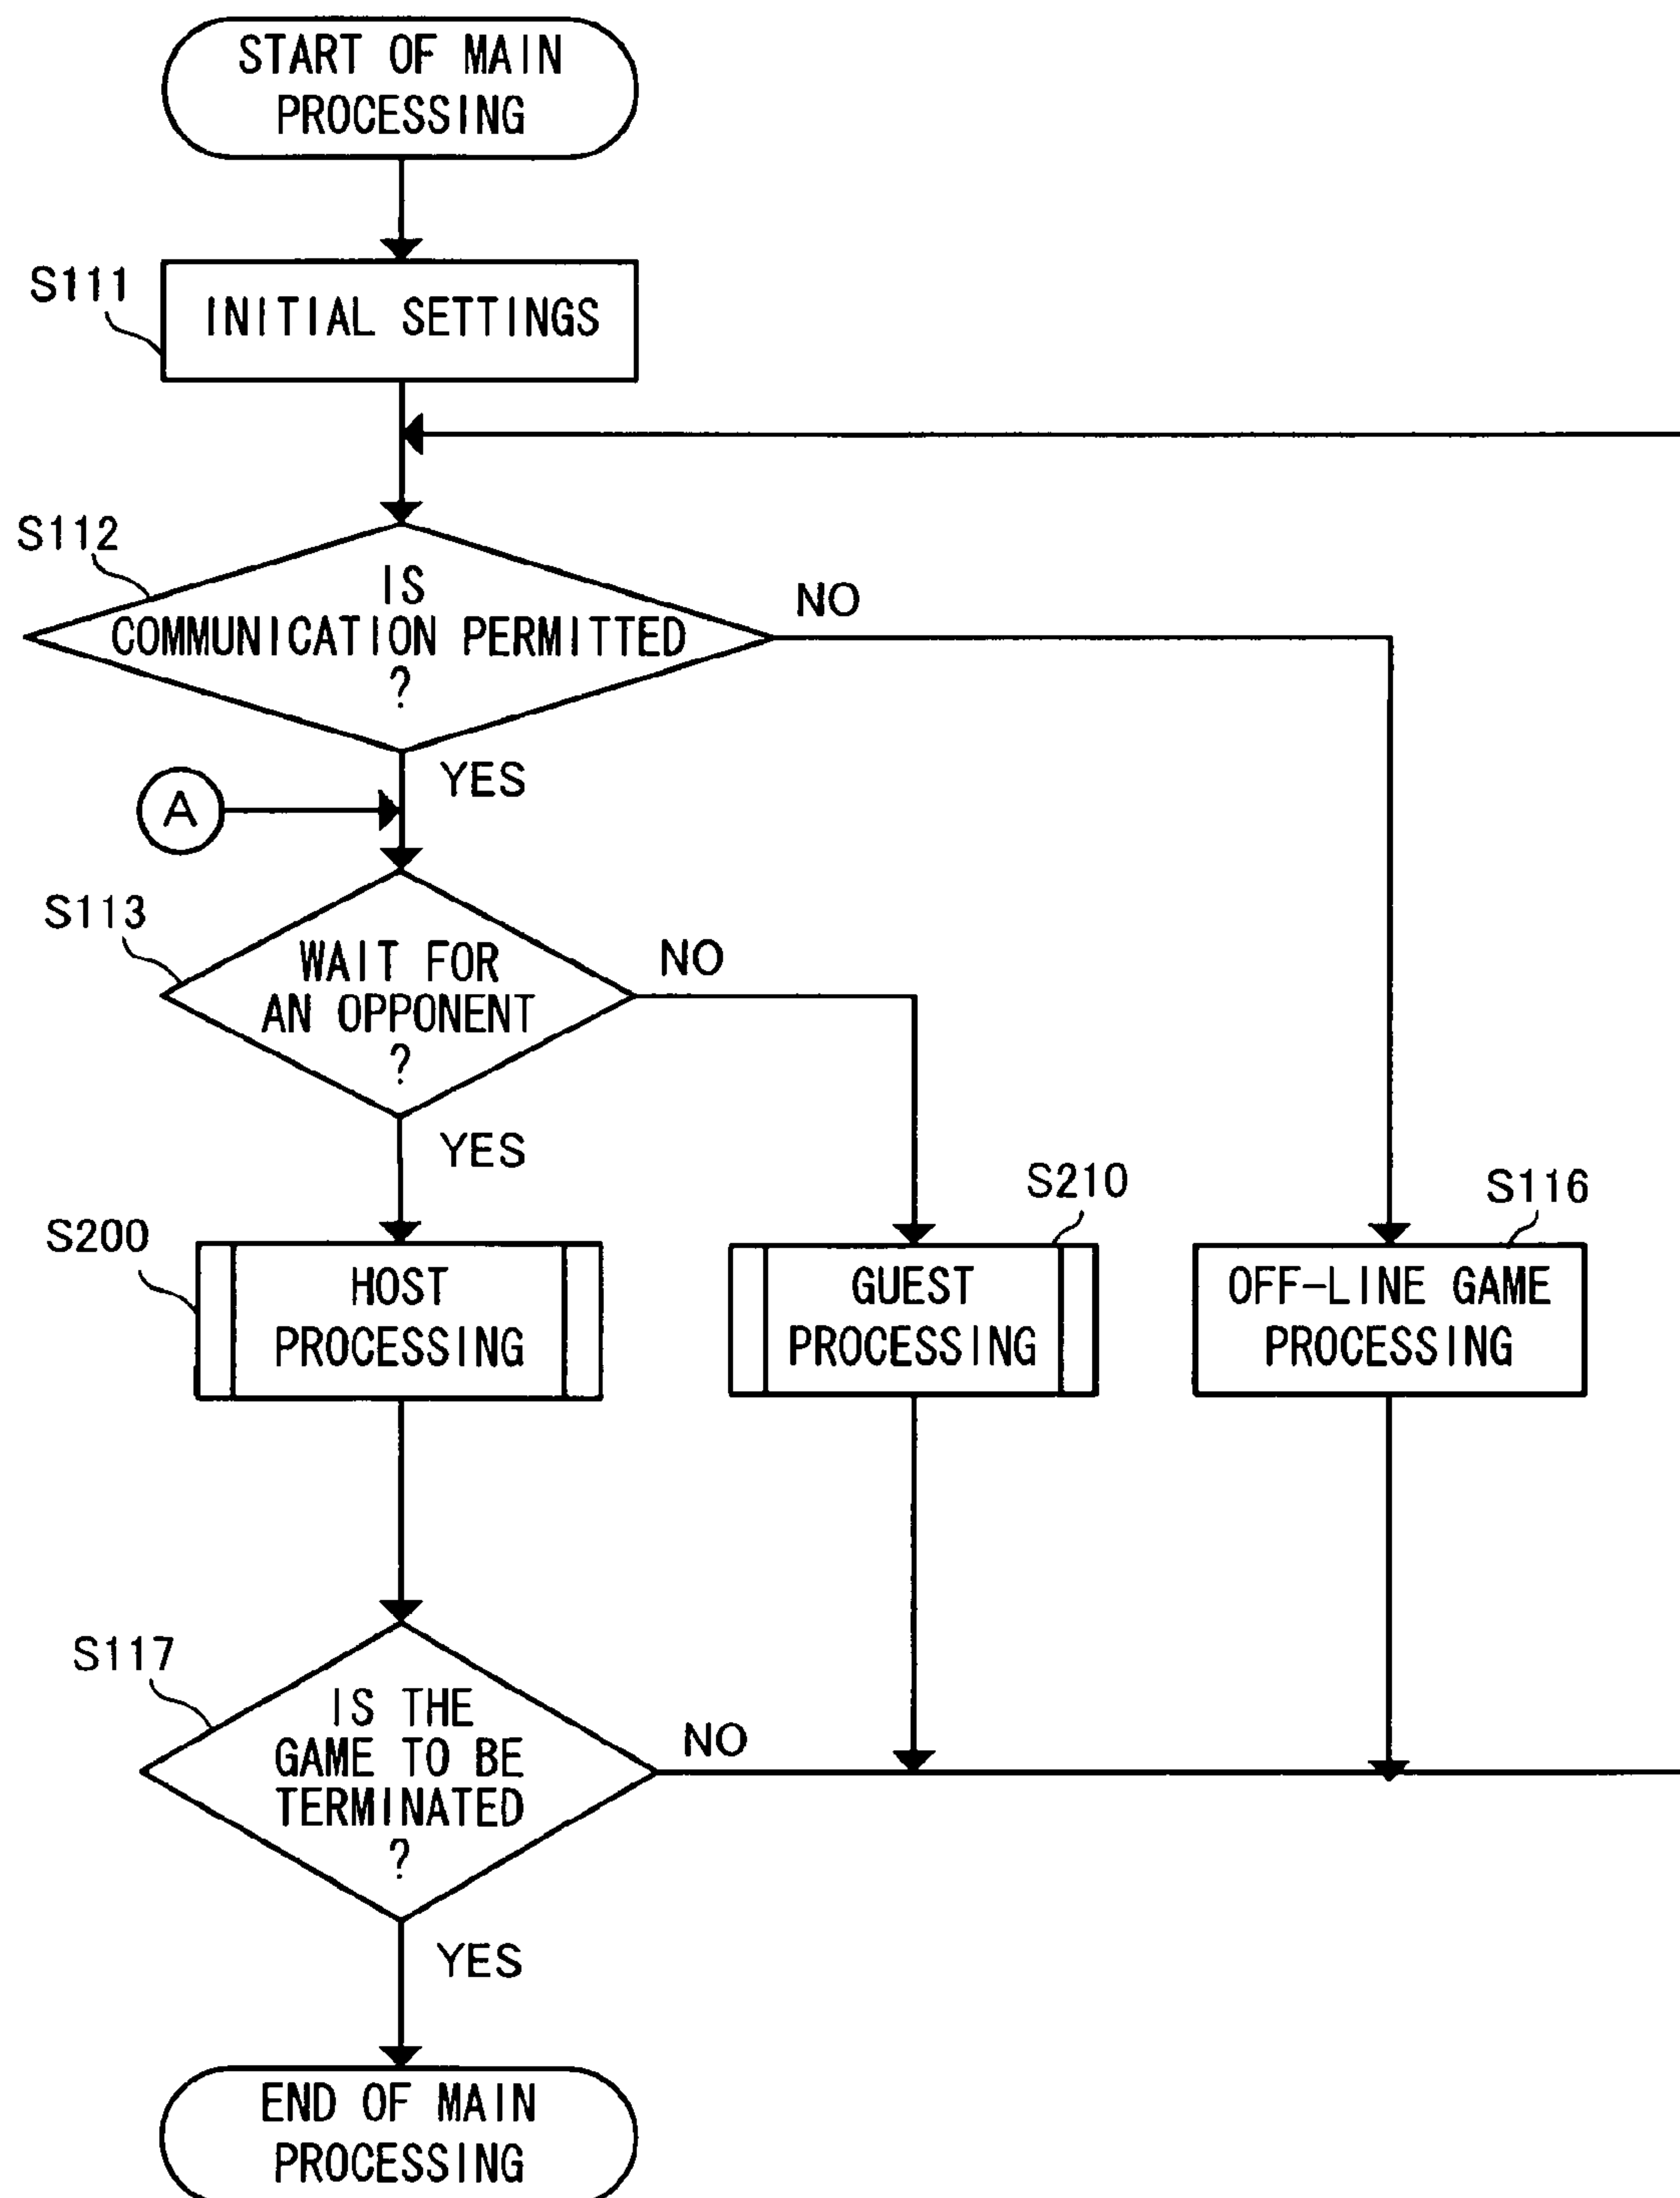 START OF MAIN
PROCESSING
S111
INITIAL SETTINGS
S112
IS
COMMUNICATION PERMITTED
?
NO
YES
A
S113
WAIT FOR
AN OPPONENT
?
NO
YES
S200
HOST
PROCESSING
S210
GUEST
PROCESSING
S116
OFF-LINE GAME
PROCESSING
S117
IS THE
GAME TO BE
TERMINATED
?
NO
YES
END OF MAIN
PROCESSING